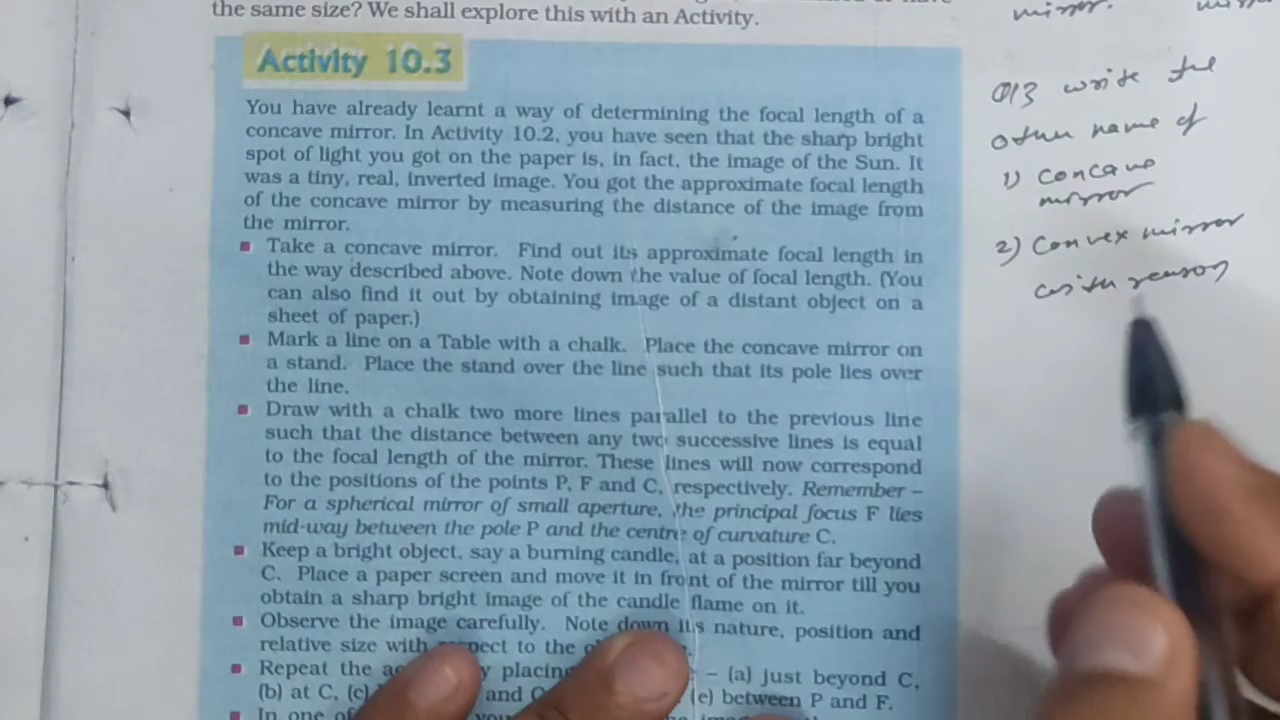 the same size? We shall explore this with an Activity.
Activity 10.3
You have already learnt a way of determining the focal length of a
concave mirror. In Activity 10.2, you have seen that the sharp bright
spot of light you got on the paper is, in fact, the image of the Sun. It
was a tiny, real, inverted image. You got the approximate focal length
of the concave mirror by measuring the distance of the image from
the mirror.
Take a concave mirror. Find out its approximate focal length in
the way described above. Note down the value of focal length. (You
can also find it out by obtaining image of a distant object on a
sheet of paper.)
Mark a line on a Table with a chalk. Place the concave mirror on
a stand. Place the stand over the line such that its pole lies over
the line.
Draw with a chalk two more lines parallel to the previous line
such that the distance between any two successive lines is equal
to the focal length of the mirror. These lines will now correspond
to the positions of the points P, F and C, respectively. Remember –
For a spherical mirror of small aperture, the principal focus F lies
mid-way between the pole P and the centre of curvature C.
Keep a bright object, say a burning candle, at a position far beyond
C. Place a paper screen and move it in front of the mirror till you
obtain a sharp bright image of the candle flame on it.
Observe the image carefully. Note down its nature, position and
relative size with respect to the
Repeat the placing – (a) just beyond C,
(b) at C, (c) and (e) between P and F.
In one of
mirror.
Q13 write the
other name of
1) concave
mirror
2) Convex mirror
with reason